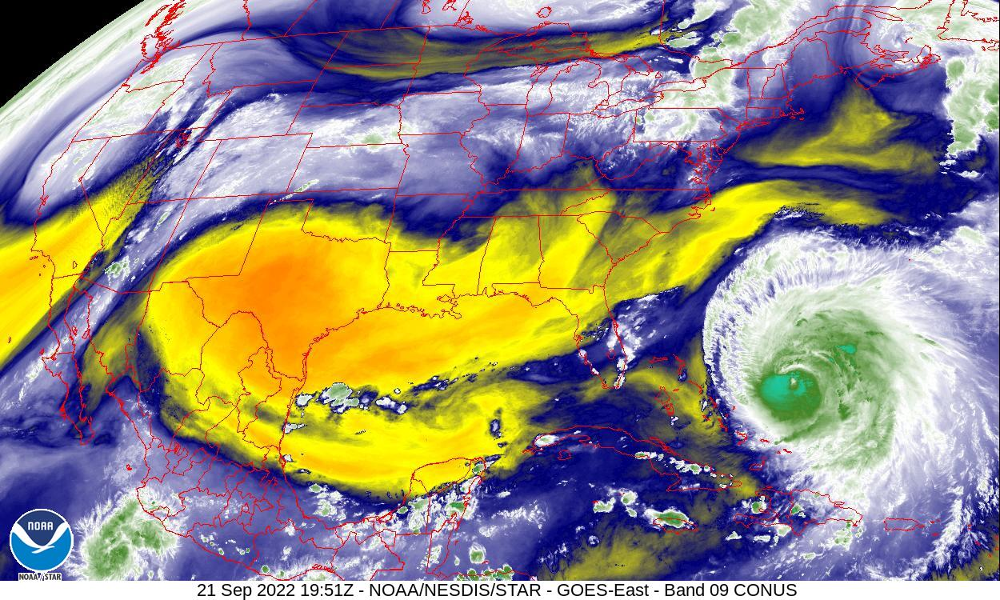 NOAA
NOAA/STAR
21 Sep 2022 19:51Z - NOAA/NESDIS/STAR - GOES-East - Band 09 CONUS